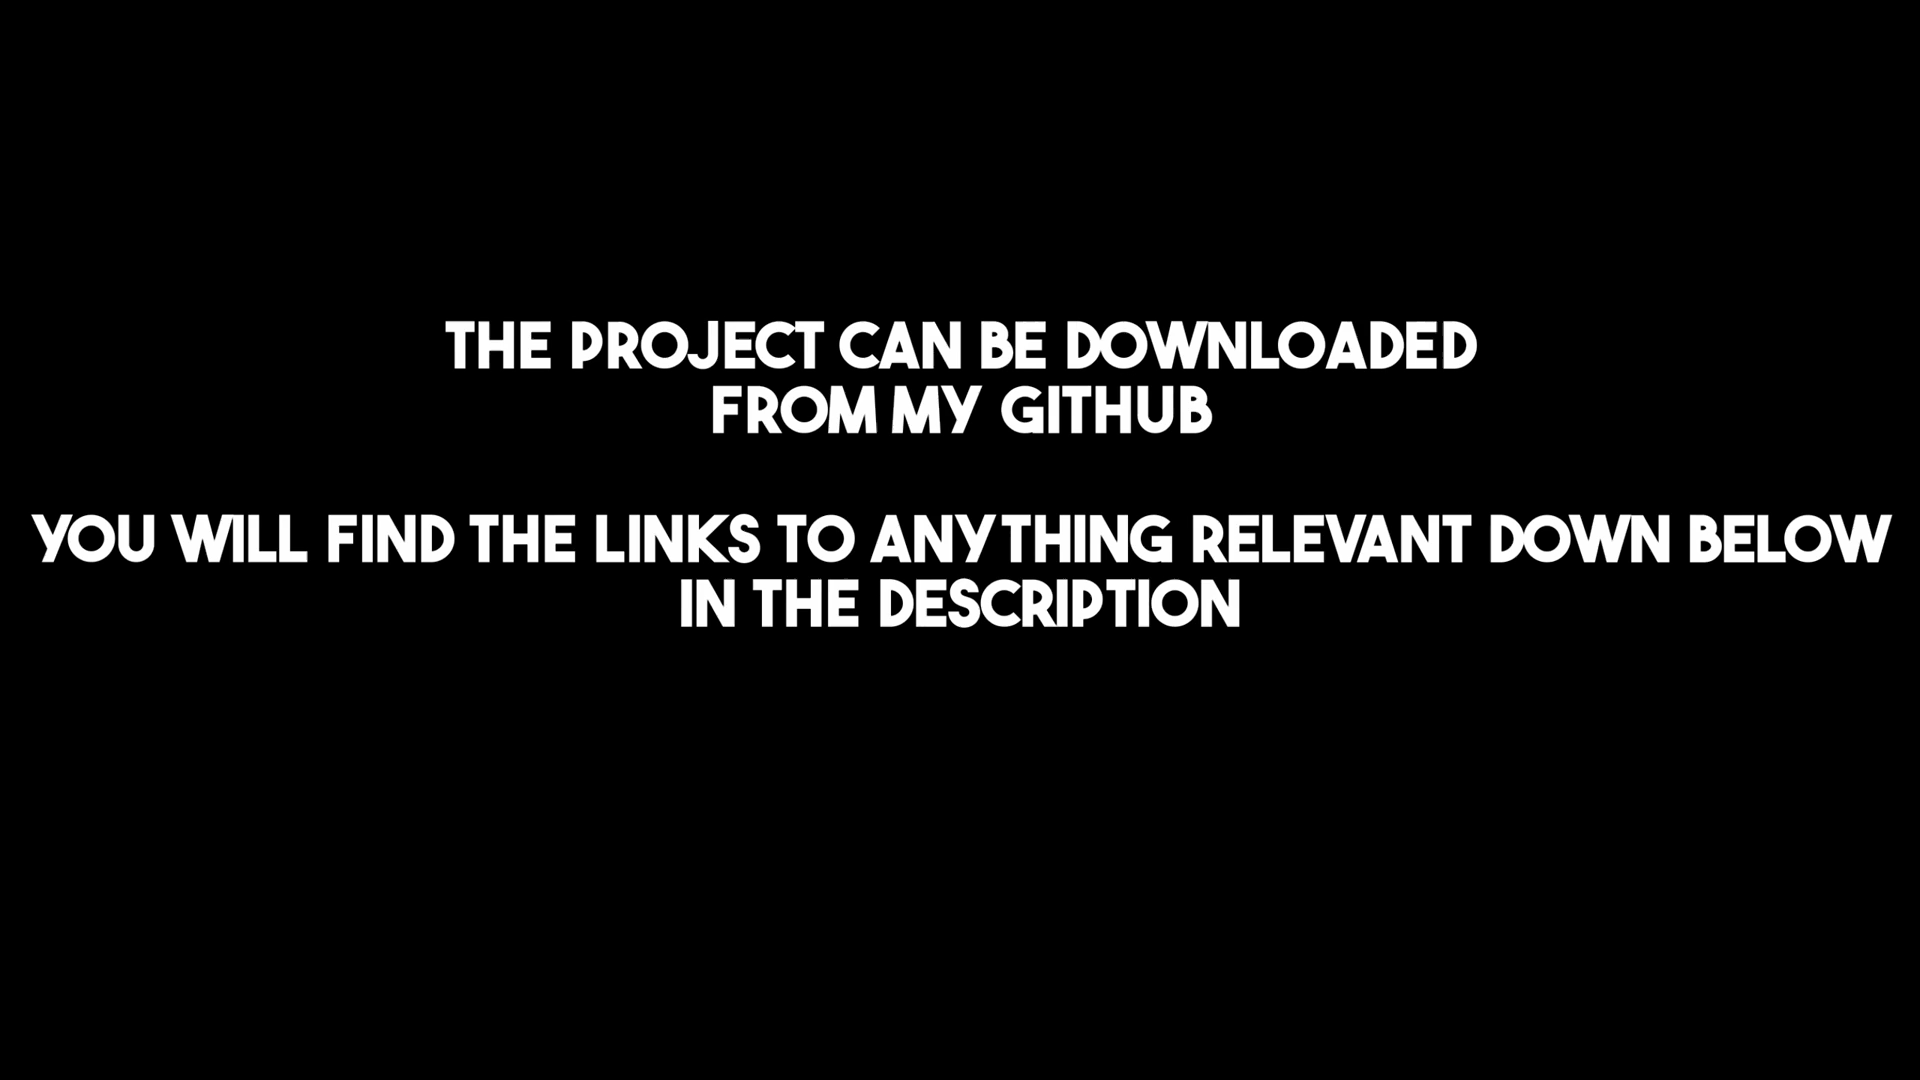 THE PROJECT CAN BE DOWNLOADED
FROM MY GITHUB
YOU WILL FIND THE LINKS TO ANYTHING RELEVANT DOWN BELOW
IN THE DESCRIPTION